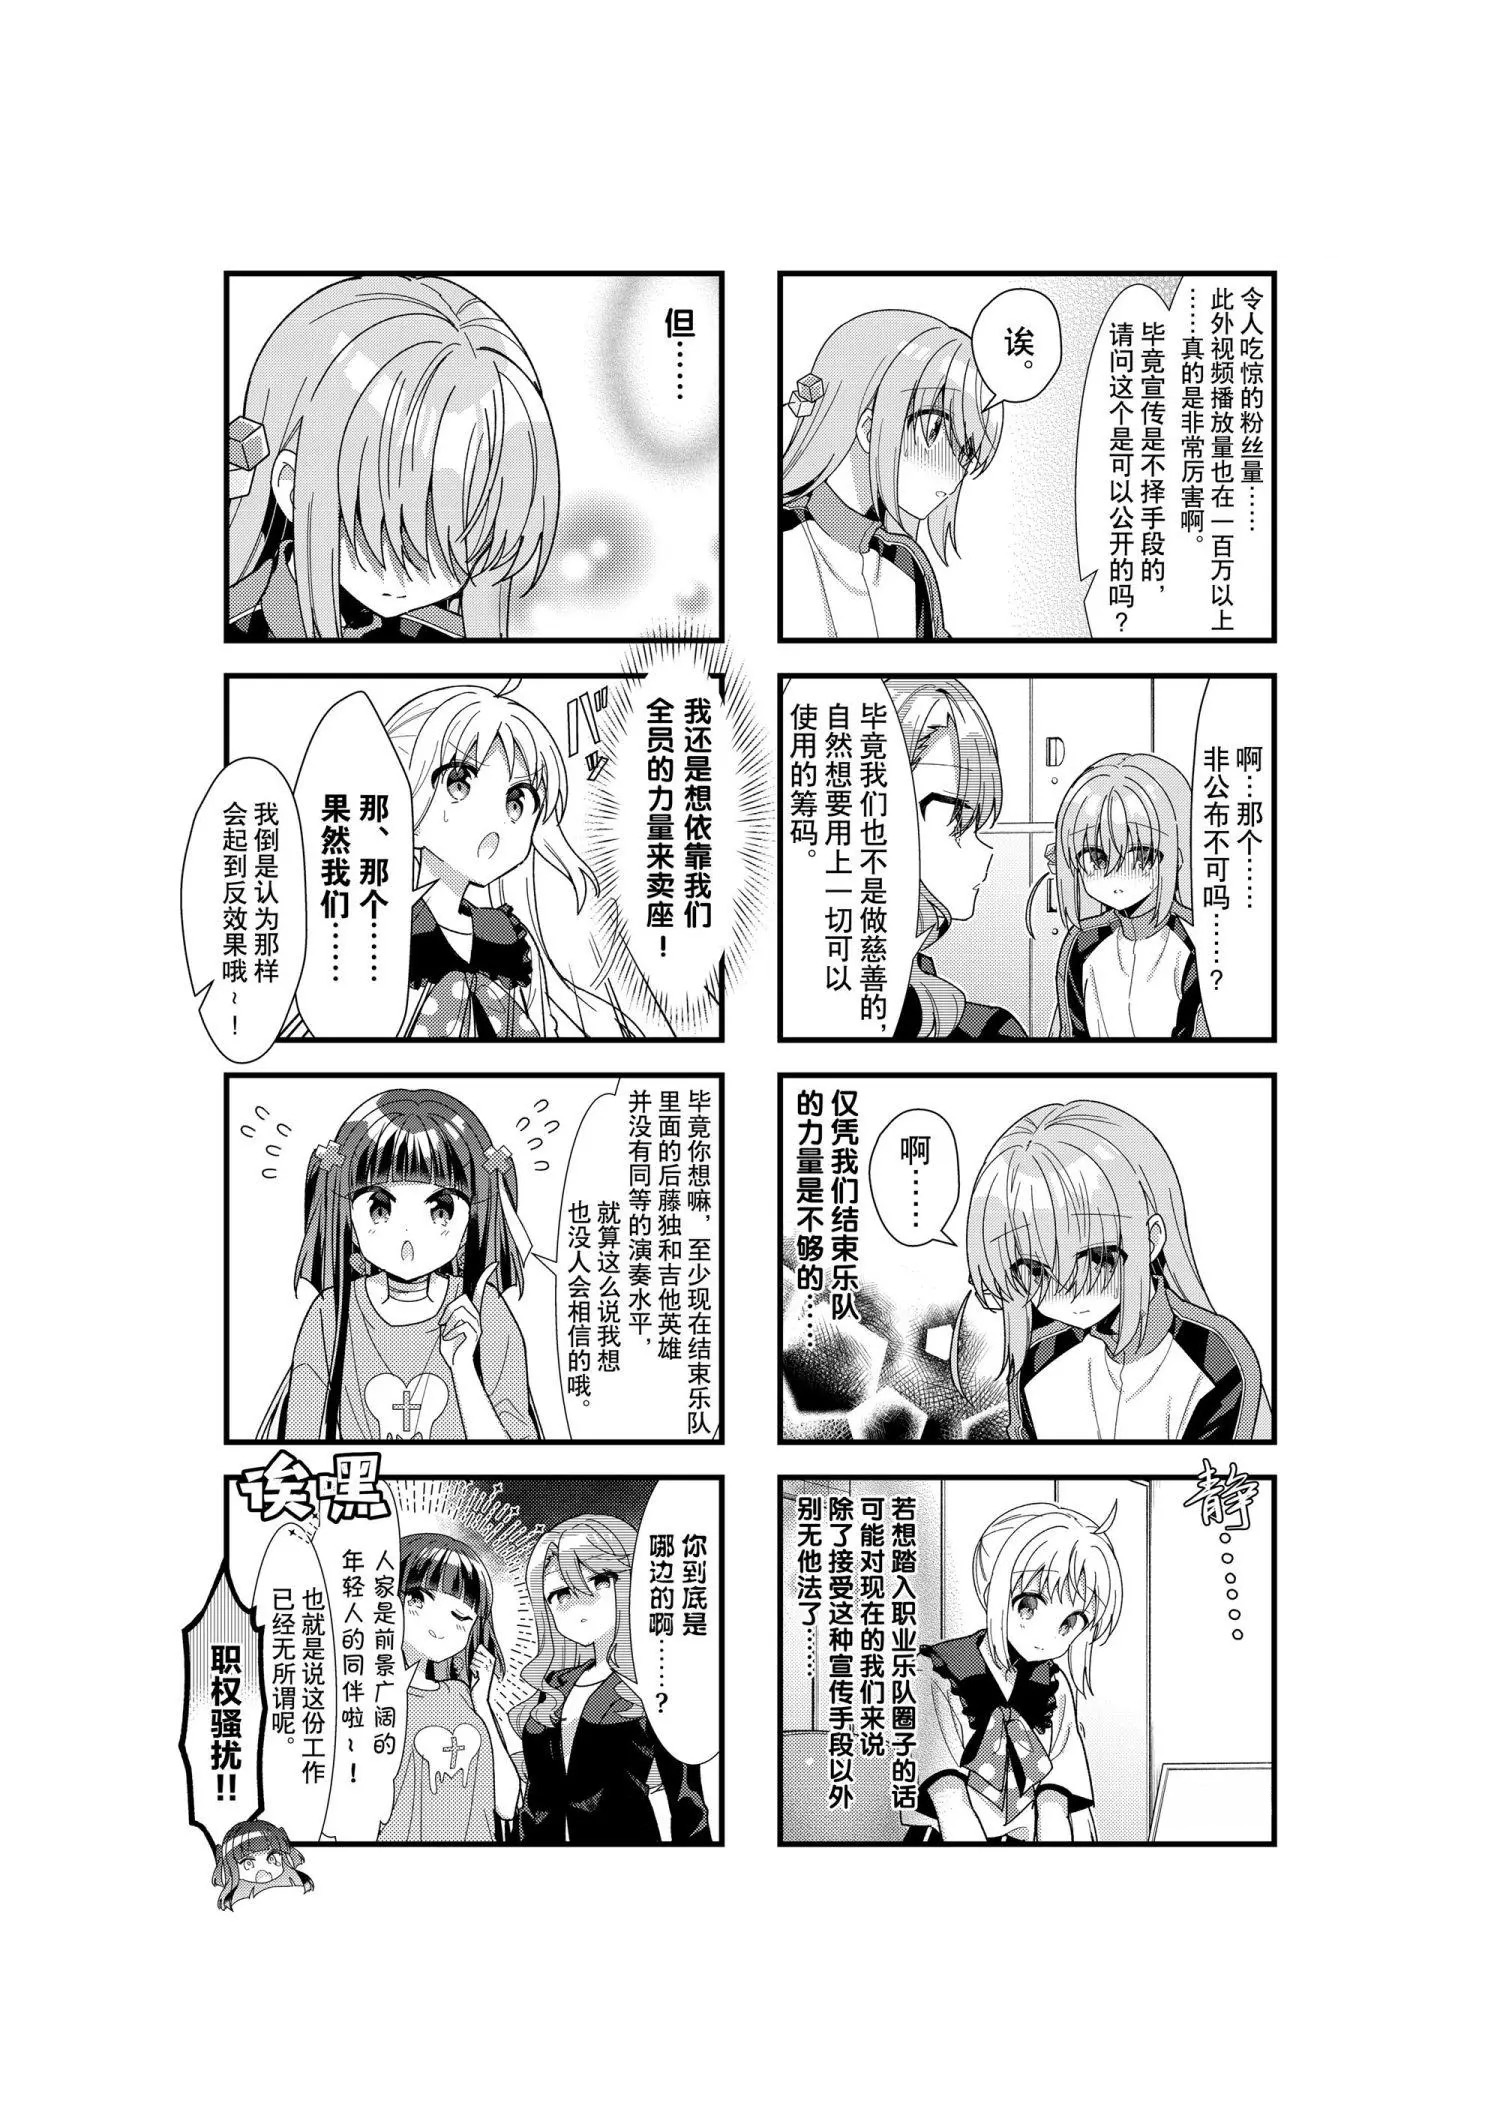 令人吃惊的粉丝量……
此外视频播放量也在一百万以上
……真的是非常厉害啊。
毕竟宣传是不择手段的，
请问这个是可以公开的吗？
诶。
啊…那个……
非公布不可吗……？
毕竟我们也不是做慈善的，
自然想要用上一切可以
使用的筹码。
啊……
仅凭我们结束乐队
的力量是不够的……
静……
若想踏入职业乐队圈子的话
可能对现在的我们来说
除了接受这种宣传手段以外
别无他法了……
但……
我还是想依靠我们
全员的力量来卖座！
バッ
那、那个……
果然我们……
我倒是认为那样
会起到反效果哦~！
毕竟你想嘛，至少现在结束乐队
里面的后藤独和吉他英雄
并没有同等的演奏水平，
就算这么说我想
也没人会相信的哦。
你到底是
哪边的啊……?
诶嘿
人家是前景广阔的
年轻人的同伴啦~！
也就是说这份工作
已经无所谓呢。
职权骚扰!!